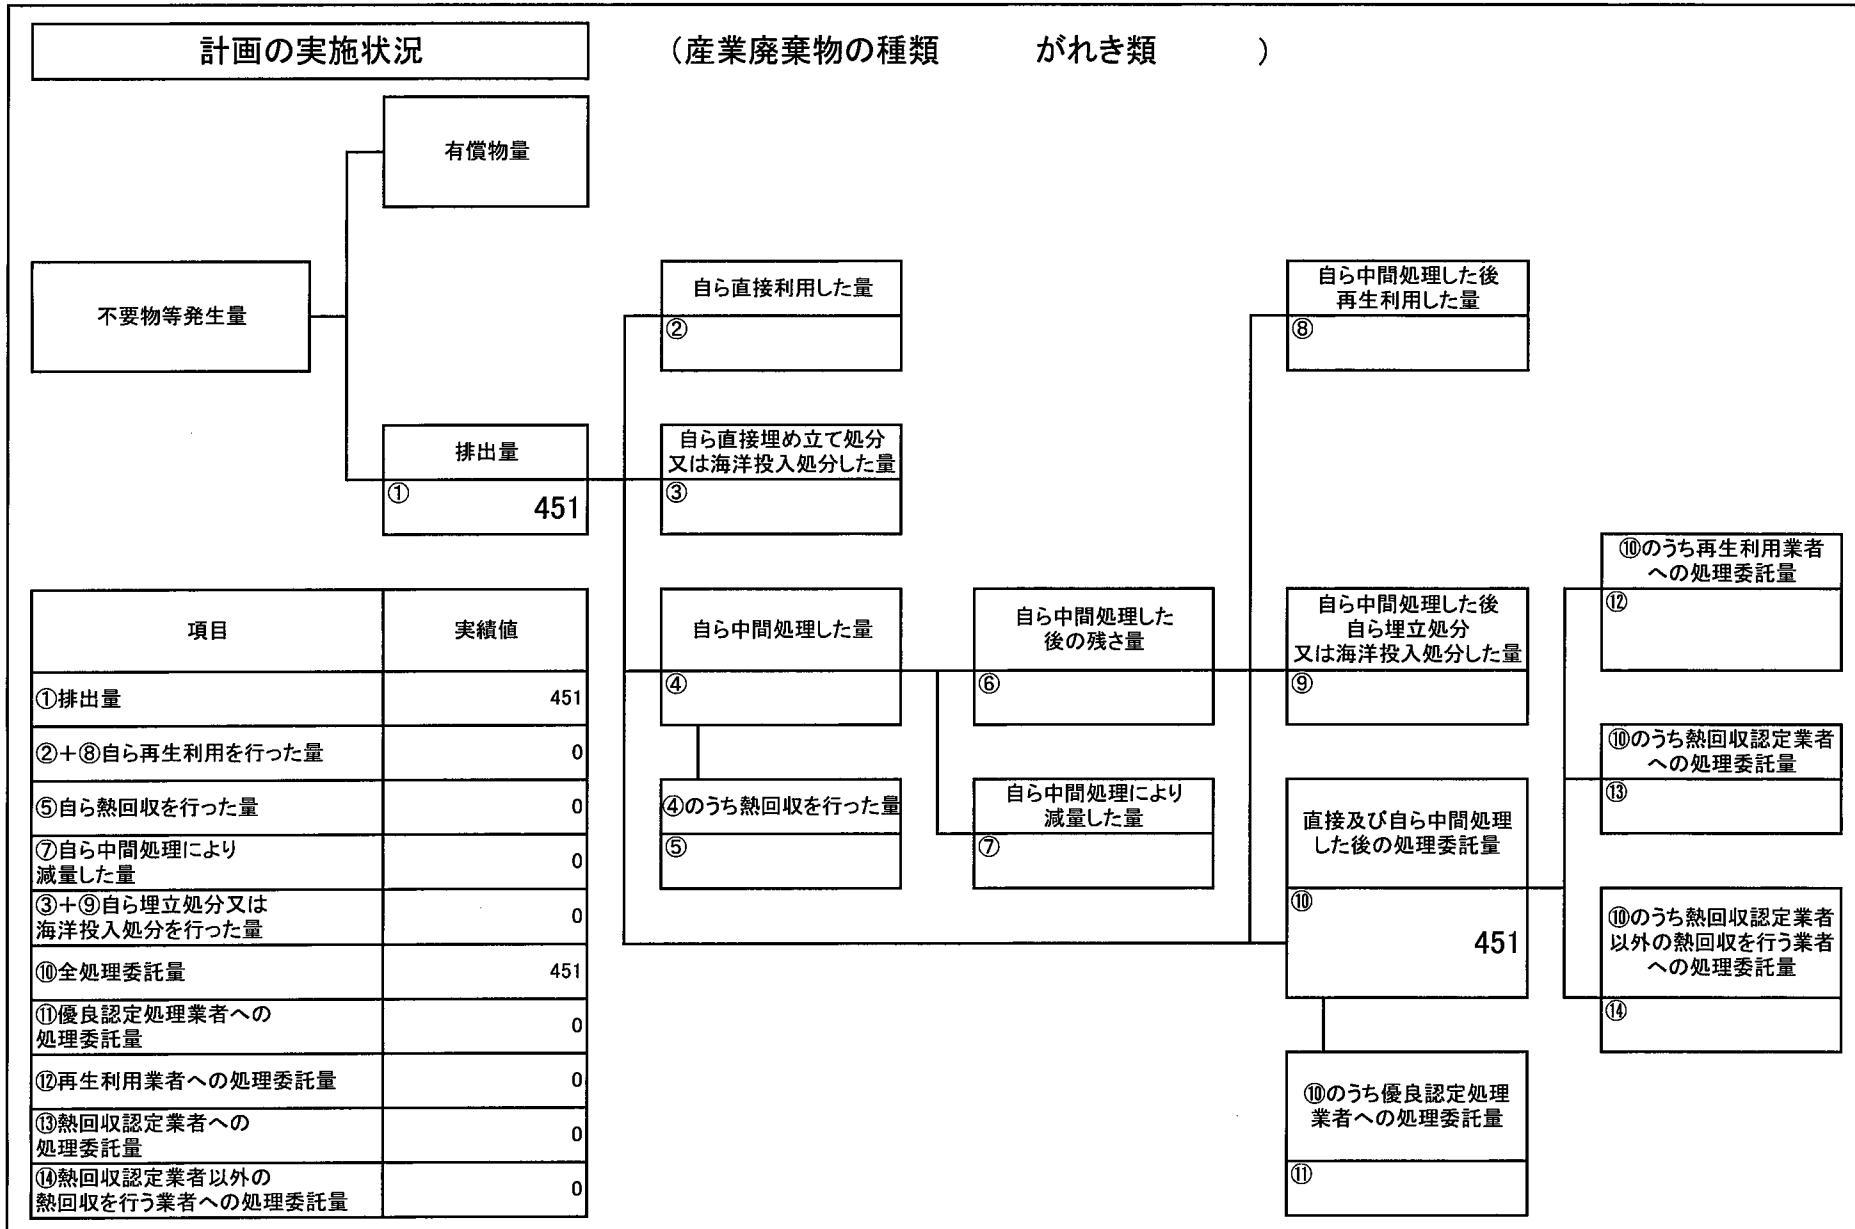 計画の実施状況
（産業廃棄物の種類　がれき類　）
有償物量
不要物等発生量
排出量
①
451
自ら直接利用した量
②
自ら直接埋め立て処分
又は海洋投入処分した量
③
自ら中間処理した量
④
④のうち熱回収を行った量
⑤
自ら中間処理した
後の残さ量
⑥
自ら中間処理により
減量した量
⑦
自ら中間処理した後
再生利用した量
⑧
自ら中間処理した後
自ら埋立処分
又は海洋投入処分した量
⑨
直接及び自ら中間処理
した後の処理委託量
⑩
451
⑩のうち優良認定処理
業者への処理委託量
⑪
⑩のうち再生利用業者
への処理委託量
⑫
⑩のうち熱回収認定業者
への処理委託量
⑬
⑩のうち熱回収認定業者
以外の熱回収を行う業者
への処理委託量
⑭
項目 実績値
①排出量 451
②＋⑧自ら再生利用を行った量 0
⑤自ら熱回収を行った量 0
⑦自ら中間処理により
減量した量 0
③＋⑨自ら埋立処分又は
海洋投入処分を行った量 0
⑩全処理委託量 451
⑪優良認定処理業者への
処理委託量 0
⑫再生利用業者への処理委託量 0
⑬熱回収認定業者への
処理委託量 0
⑭熱回収認定業者以外の
熱回収を行う業者への処理委託量 0